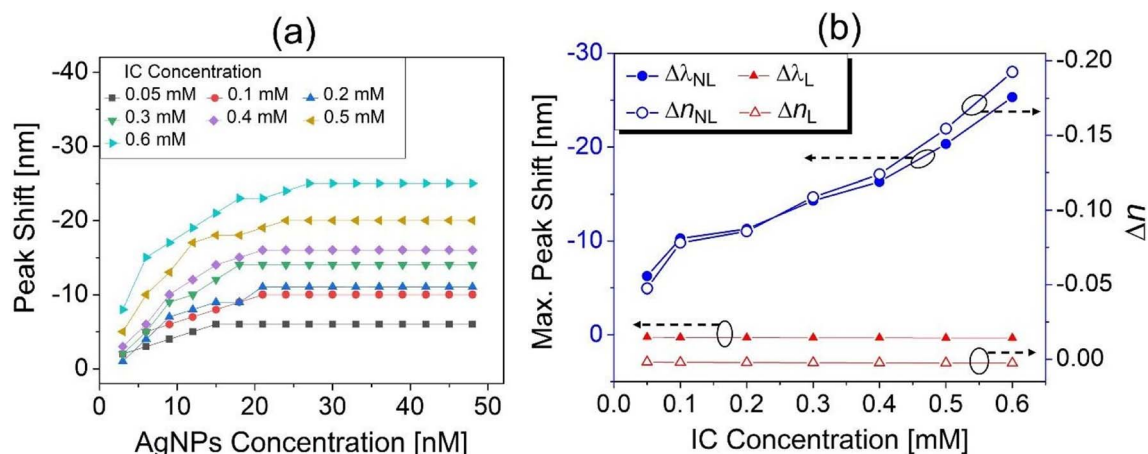 (a)
IC Concentration
0.05 mM 0.1 mM 0.2 mM
0.3 mM 0.4 mM 0.5 mM
0.6 mM
-40
-30
-20
-10
0
Peak Shift [nm]
0 10 20 30 40 50
AgNPs Concentration [nM]
(b)
ΔλNL ΔλL
ΔnNL ΔnL
-30
-20
-10
0
Max. Peak Shift [nm]
-0.20
-0.15
-0.10
-0.05
0.00
Δn
0.0 0.1 0.2 0.3 0.4 0.5 0.6
IC Concentration [mM]